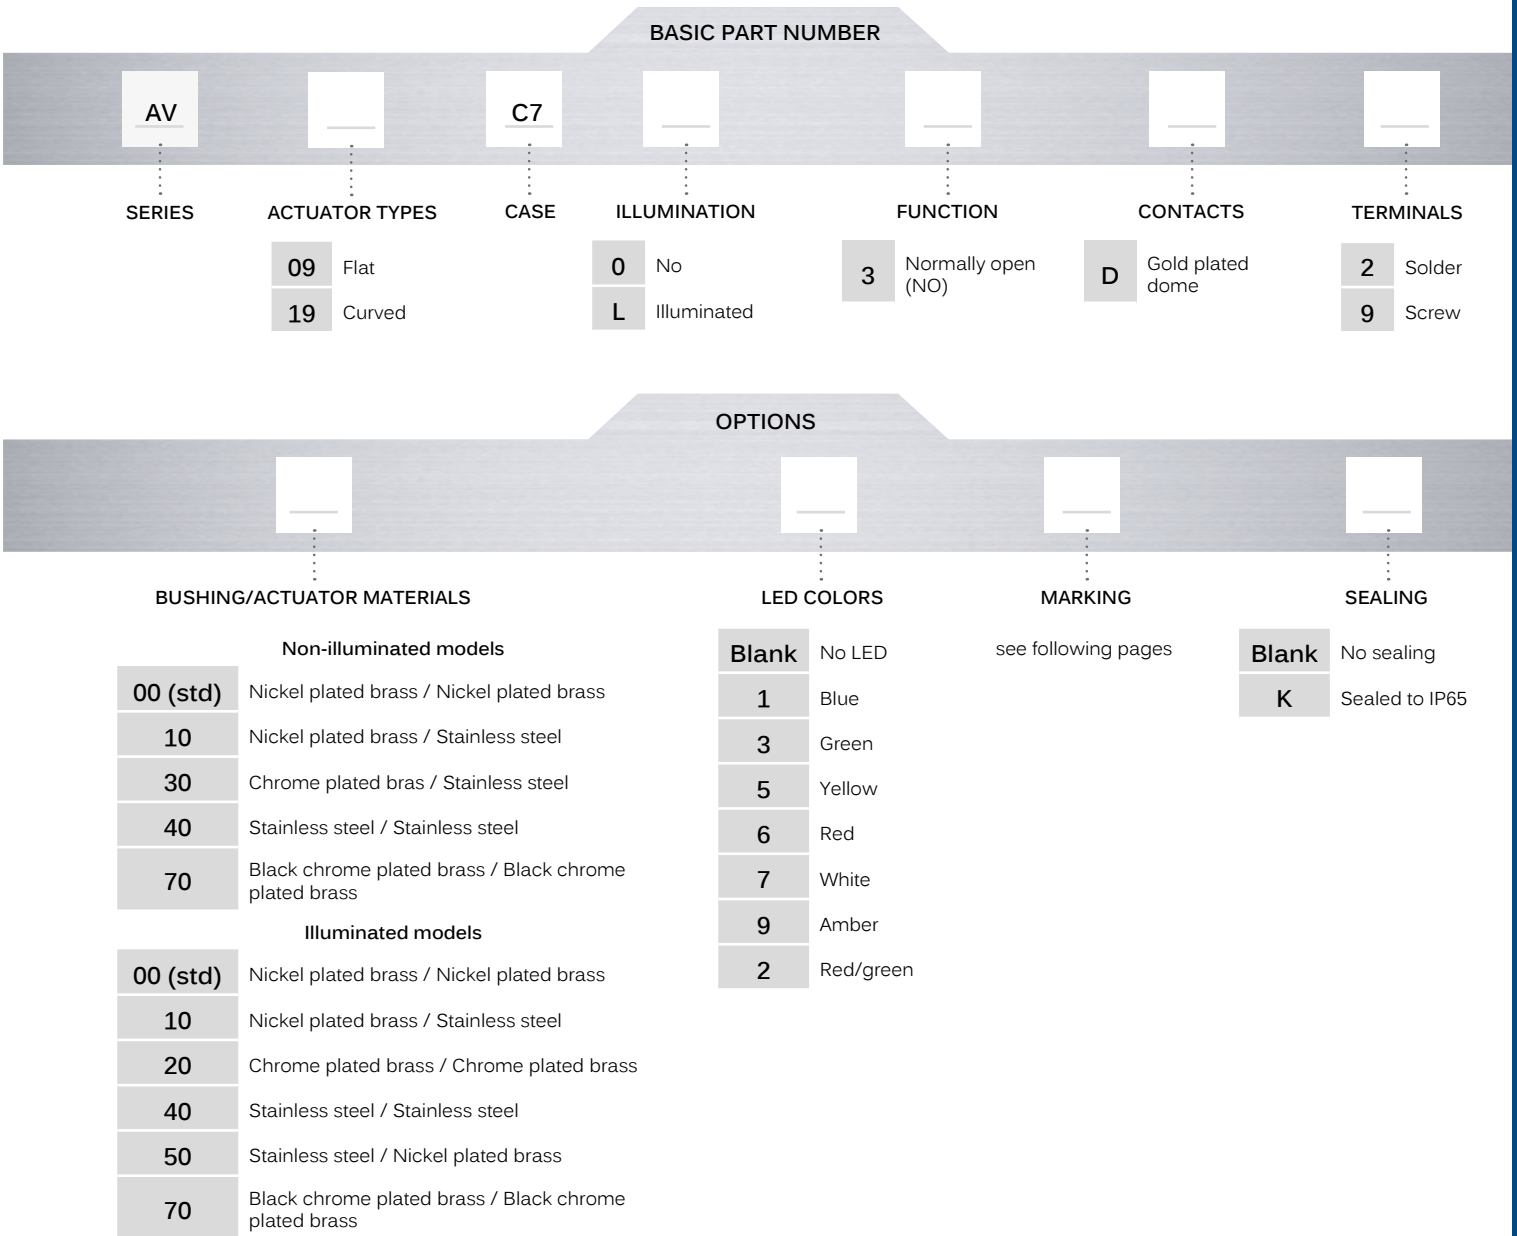 BASIC PART NUMBER
AV
C7
SERIES
ACTUATOR TYPES
CASE
ILLUMINATION
FUNCTION
CONTACTS
TERMINALS
09 Flat
19 Curved
0 No
L Illuminated
3 Normally open
(NO)
D Gold plated
dome
2 Solder
9 Screw
OPTIONS
BUSHING/ACTUATOR MATERIALS
Non-illuminated models
00 (std) Nickel plated brass / Nickel plated brass
10 Nickel plated brass / Stainless steel
30 Chrome plated bras / Stainless steel
40 Stainless steel / Stainless steel
70 Black chrome plated brass / Black chrome
plated brass
Illuminated models
00 (std) Nickel plated brass / Nickel plated brass
10 Nickel plated brass / Stainless steel
20 Chrome plated brass / Chrome plated brass
40 Stainless steel / Stainless steel
50 Stainless steel / Nickel plated brass
70 Black chrome plated brass / Black chrome
plated brass
LED COLORS
Blank No LED
1 Blue
3 Green
5 Yellow
6 Red
7 White
9 Amber
2 Red/green
MARKING
see following pages
SEALING
Blank No sealing
K Sealed to IP65